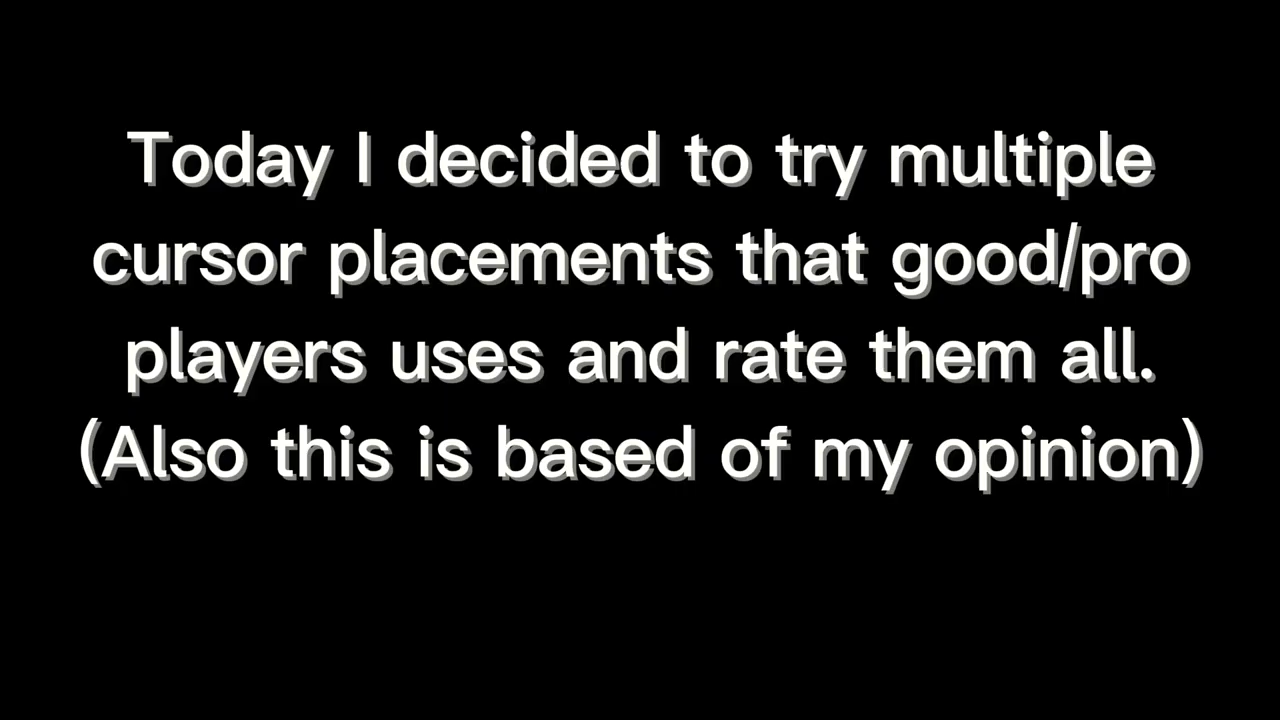 Today I decided to try multiple
cursor placements that good/pro
players uses and rate them all.
(Also this is based of my opinion)